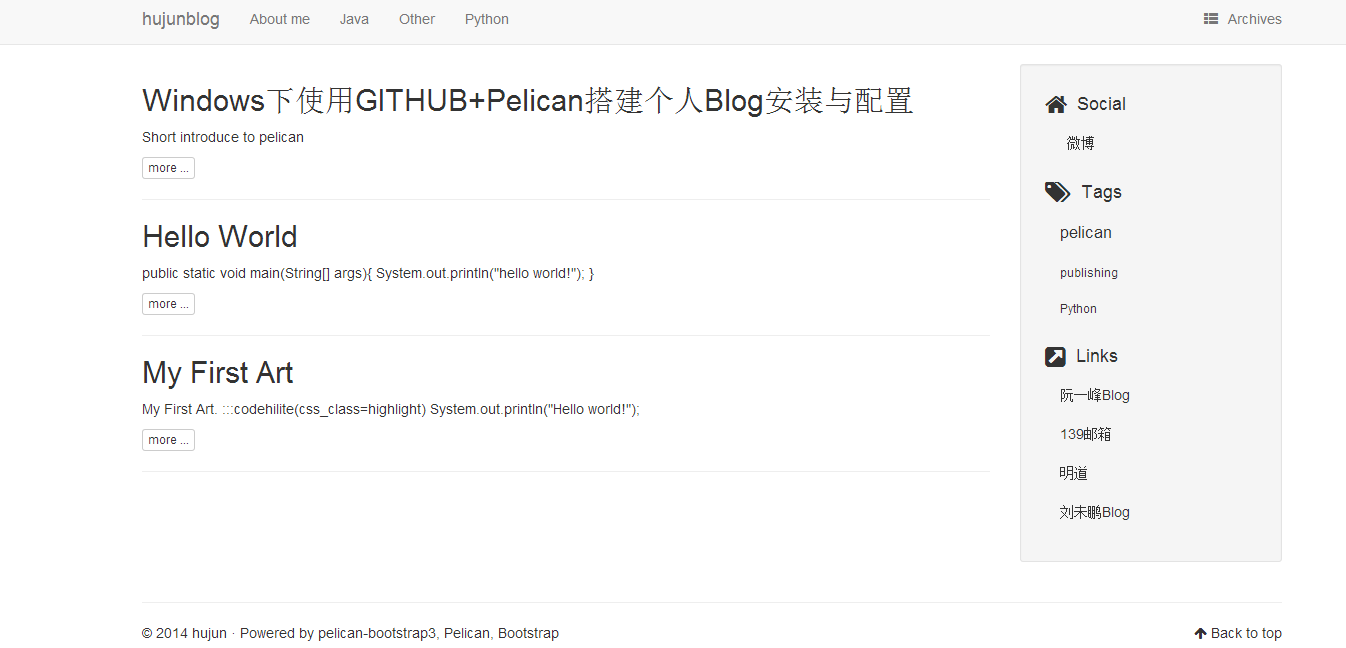 hujunblog About me Java Other Python Archives
Windows下使用GITHUB+Pelican搭建个人Blog安装与配置
Short introduce to pelican
more ...
Hello World
public static void main(String[] args){ System.out.println("hello world!"); }
more ...
My First Art
My First Art. :::codehilite(css_class=highlight) System.out.println("Hello world!");
more ...
Social
微博
Tags
pelican
publishing
Python
Links
阮一峰Blog
139邮箱
明道
刘未鹏Blog
© 2014 hujun · Powered by pelican-bootstrap3, Pelican, Bootstrap
Back to top